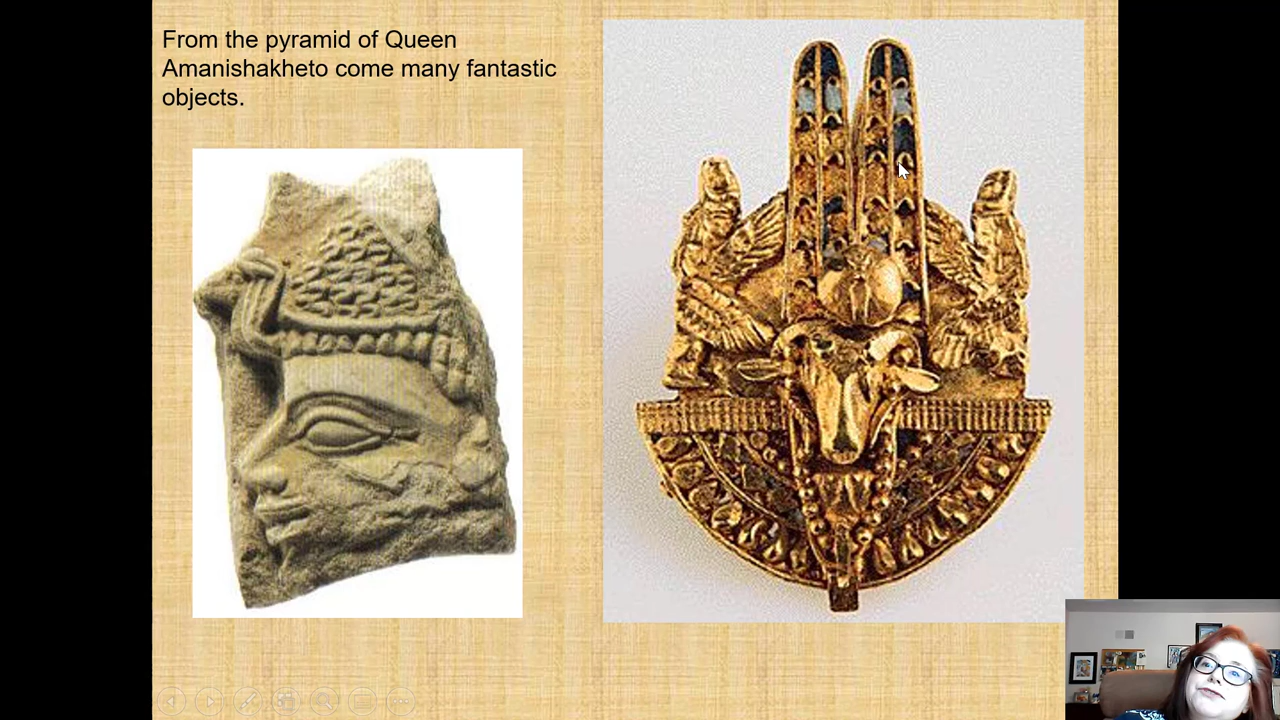 From the pyramid of Queen
Amanishakheto come many fantastic
objects.